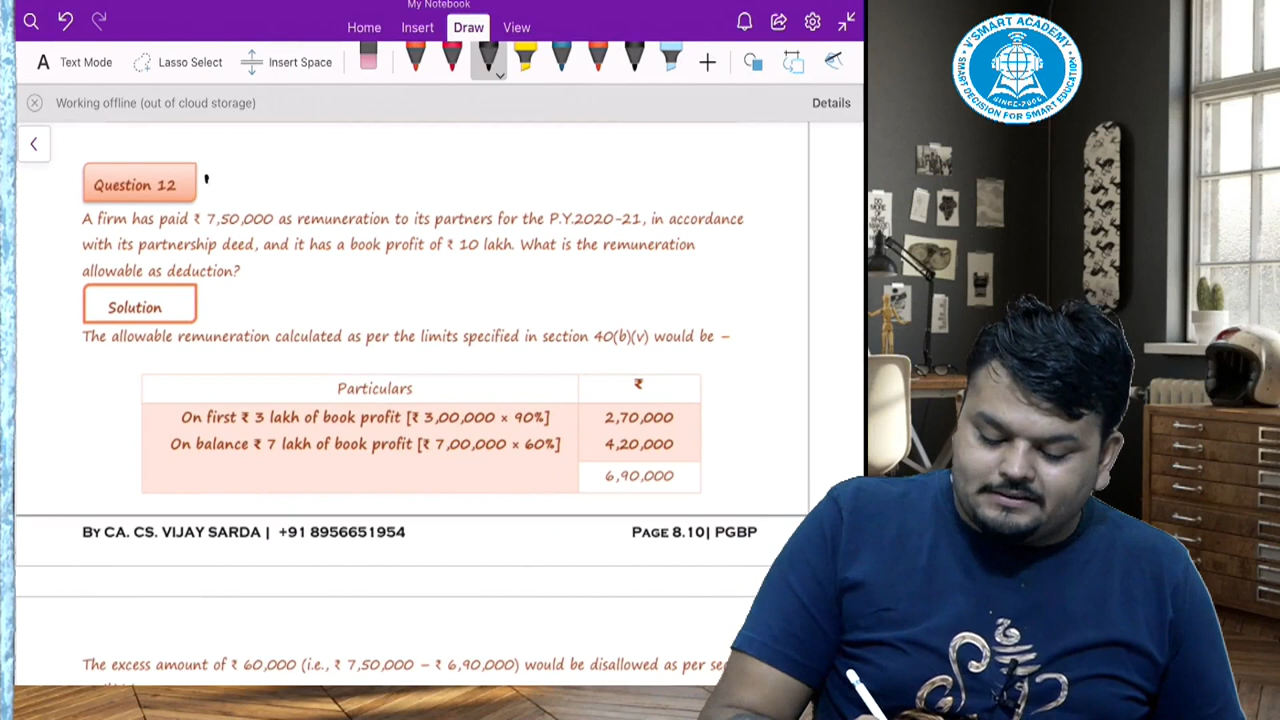 My Notebook
Home Insert Draw View
A Text Mode Lasso Select Insert Space
Working offline (out of cloud storage) Details
V'SMART ACADEMY
SINCE-2006
SMART DECISION FOR SMART EDUCATION
Question 12
A firm has paid ₹ 7,50,000 as remuneration to its partners for the P.Y.2020-21, in accordance
with its partnership deed, and it has a book profit of ₹ 10 lakh. What is the remuneration
allowable as deduction?
Solution
The allowable remuneration calculated as per the limits specified in section 40(b)(v) would be –
Particulars ₹
On first ₹ 3 lakh of book profit [₹ 3,00,000 × 90%] 2,70,000
On balance ₹ 7 lakh of book profit [₹ 7,00,000 × 60%] 4,20,000
6,90,000
BY CA. CS. VIJAY SARDA | +91 8956651954 PAGE 8.10| PGBP
The excess amount of ₹ 60,000 (i.e., ₹ 7,50,000 – ₹ 6,90,000) would be disallowed as per